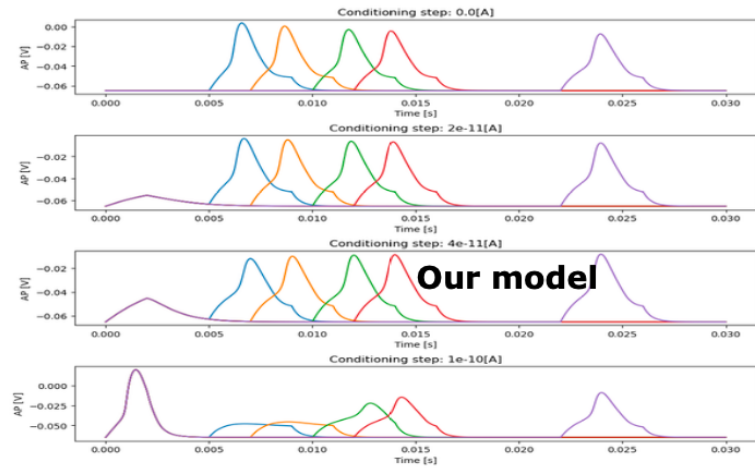 Conditioning step: 0.0[A]
AP [V]
0.00
−0.02
−0.04
−0.06
0.000 0.005 0.010 0.015 0.020 0.025 0.030
Time [s]
Conditioning step: 2e-11[A]
AP [V]
−0.02
−0.04
−0.06
0.000 0.005 0.010 0.015 0.020 0.025 0.030
Time [s]
Conditioning step: 4e-11[A]
AP [V]
−0.02
−0.04
−0.06
Our model
0.000 0.005 0.010 0.015 0.020 0.025 0.030
Time [s]
Conditioning step: 1e-10[A]
AP [V]
0.000
−0.025
−0.050
0.000 0.005 0.010 0.015 0.020 0.025 0.030
Time [s]